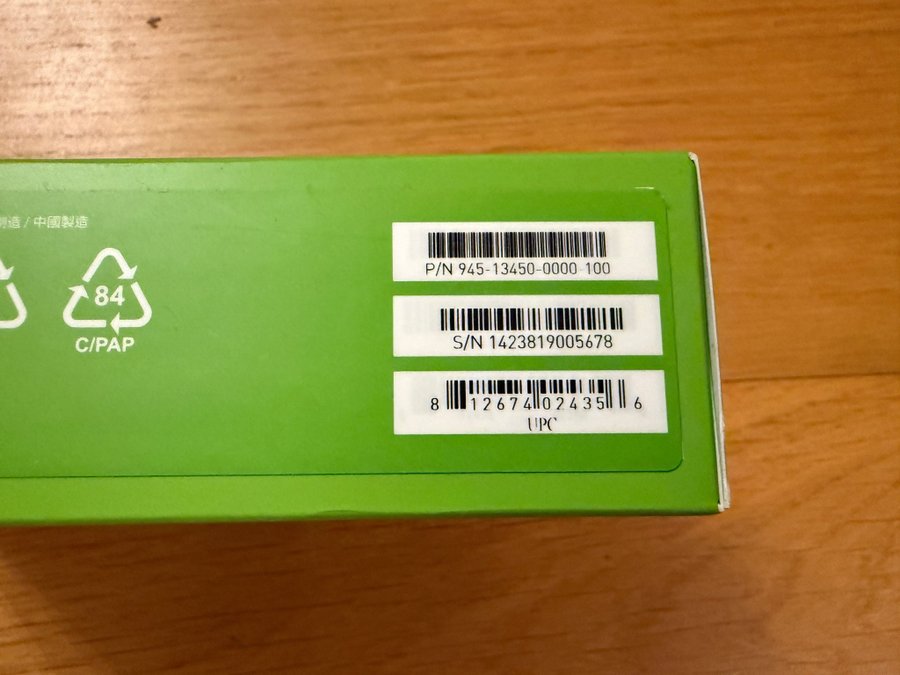 造 / 中國製造
84
C/PAP
P/N 945-13450-0000-100
S/N 1423819005678
8 12674 02435 6
UPC